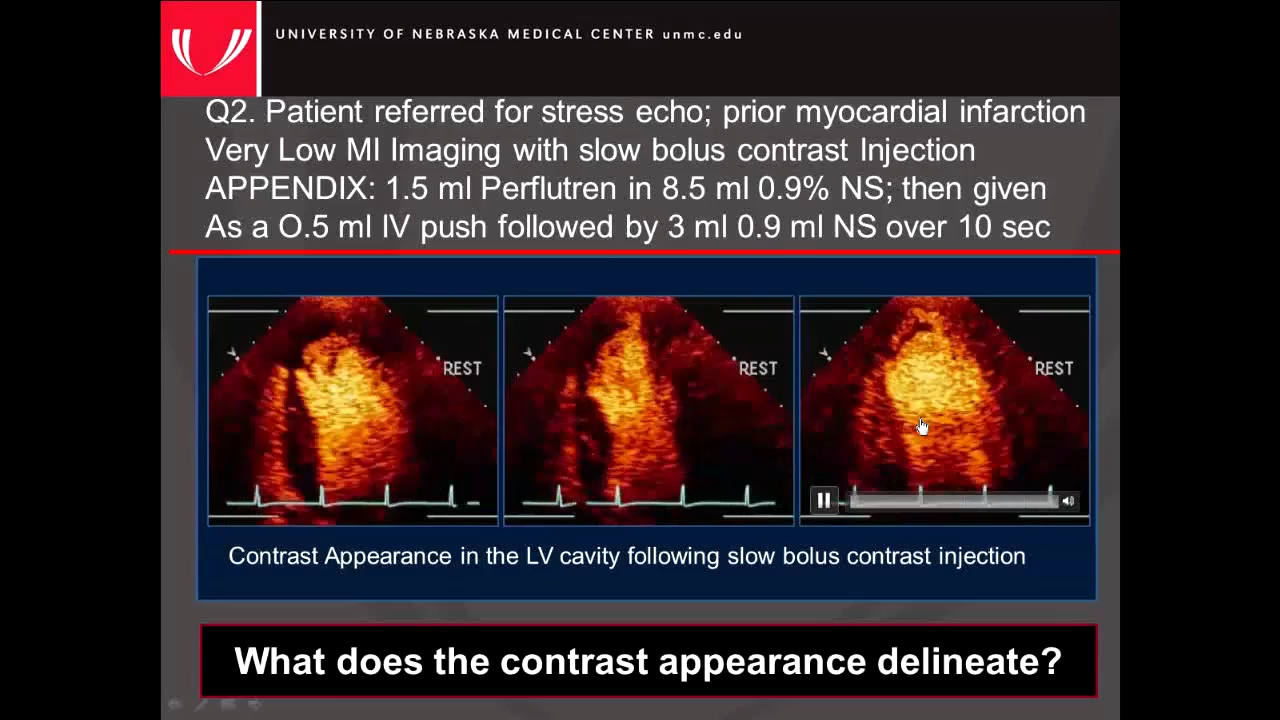 UNIVERSITY OF NEBRASKA MEDICAL CENTER unmc.edu
Q2. Patient referred for stress echo; prior myocardial infarction
Very Low MI Imaging with slow bolus contrast Injection
APPENDIX: 1.5 ml Perflutren in 8.5 ml 0.9% NS; then given
As a O.5 ml IV push followed by 3 ml 0.9 ml NS over 10 sec
REST REST REST
Contrast Appearance in the LV cavity following slow bolus contrast injection
What does the contrast appearance delineate?